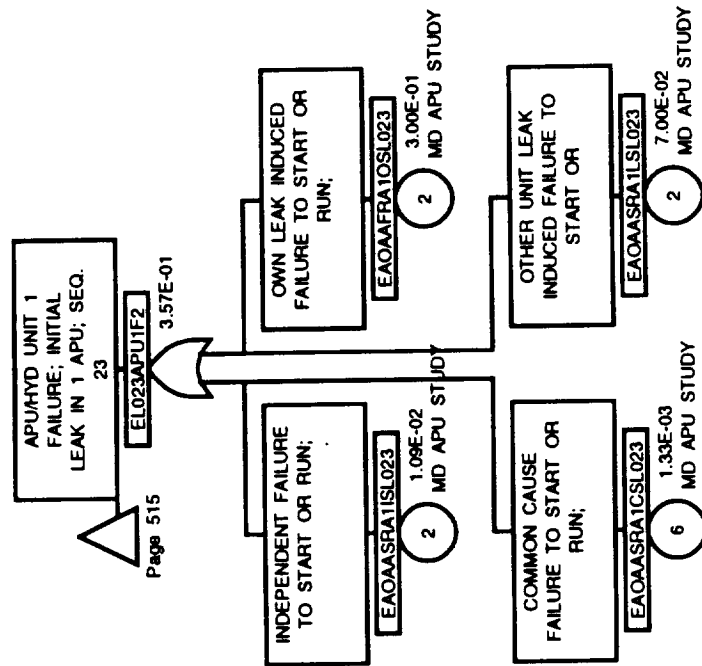 APU/HYD UNIT 1
FAILURE; INITIAL
LEAK IN 1 APU; SEQ.
23
EL023APU1F2
3.57E-01
Page 515
INDEPENDENT FAILURE
TO START OR RUN;
EAOAASRA1IISL023
1.09E-02
2
MD APU STUDY
OWN LEAK INDUCED
FAILURE TO START OR
RUN;
EAOAAFRA1OSL023
3.00E-01
2
MD APU STUDY
COMMON CAUSE
FAILURE TO START OR
RUN;
EAOAASRA1CSL023
1.33E-03
6
MD APU STUDY
OTHER UNIT LEAK
INDUCED FAILURE TO
START OR
EAOAASRA1LSL023
7.00E-02
2
MD APU STUDY